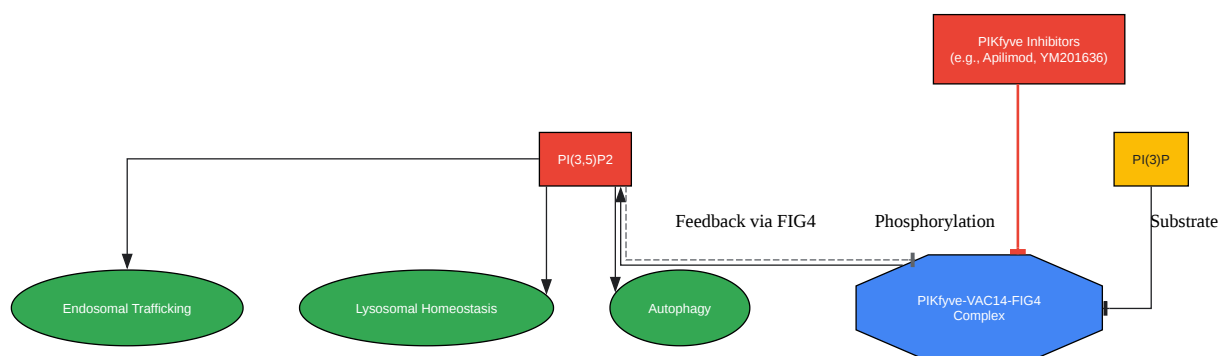 PIKfyve Inhibitors
(e.g., Apilimod, YM201636)
PI(3,5)P2
PI(3)P
Feedback via FIG4
Phosphorylation
Substrate
Endosomal Trafficking
Lysosomal Homeostasis
Autophagy
PIKfyve-VAC14-FIG4
Complex